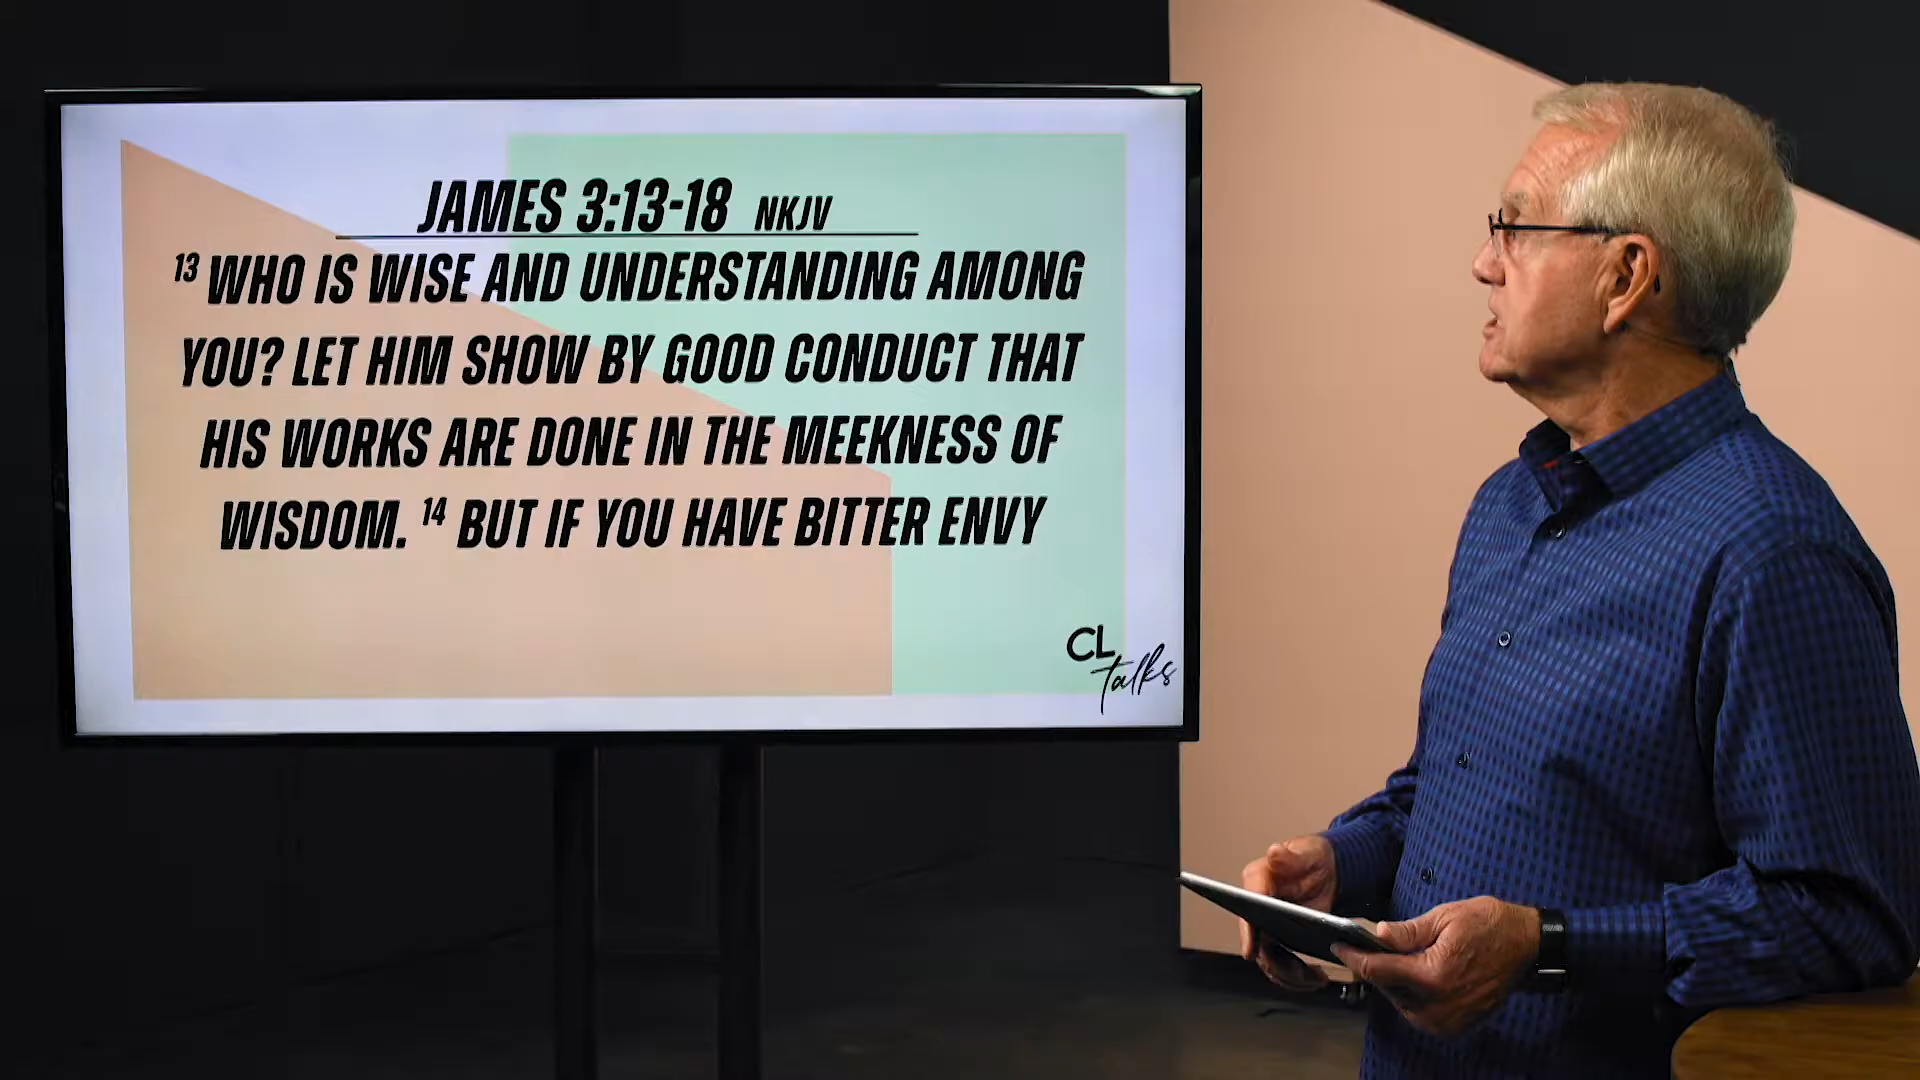 JAMES 3:13-18 NKJV
13 WHO IS WISE AND UNDERSTANDING AMONG
YOU? LET HIM SHOW BY GOOD CONDUCT THAT
HIS WORKS ARE DONE IN THE MEEKNESS OF
WISDOM. 14 BUT IF YOU HAVE BITTER ENVY
CL
talks